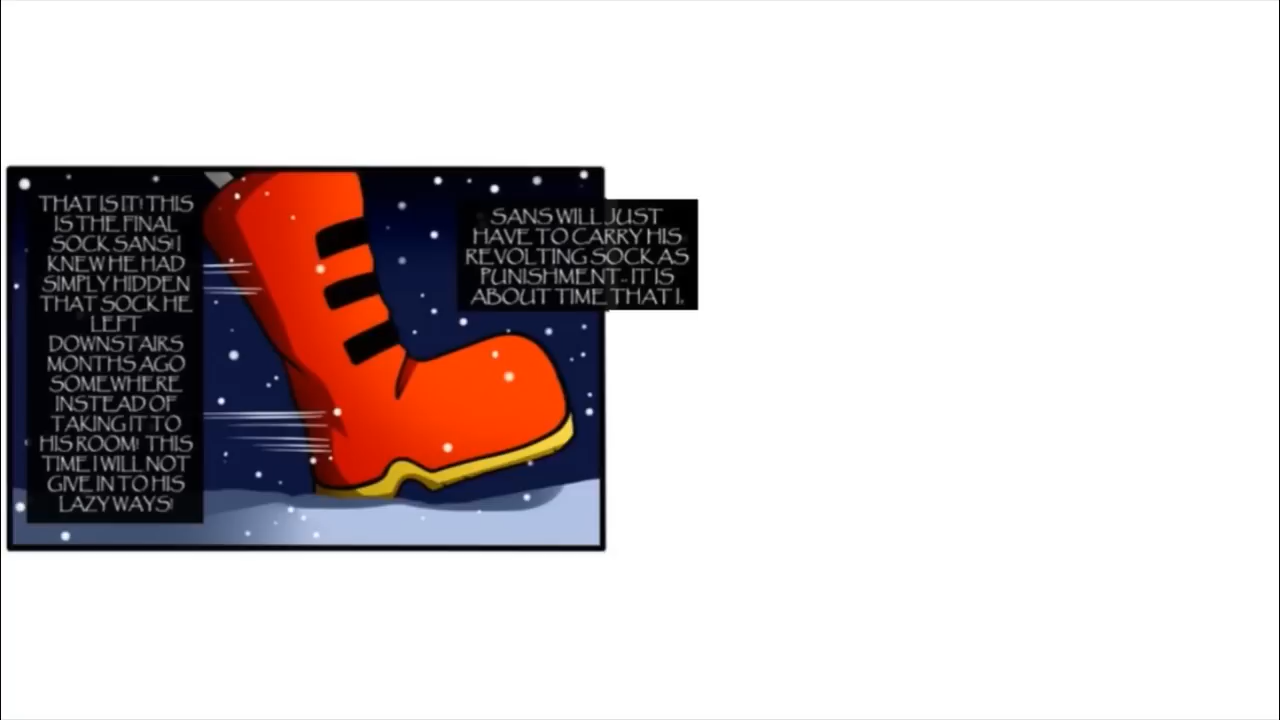 THAT IS IT! THIS
IS THE FINAL
SOCK SANS! I
KNEW HE HAD
SIMPLY HIDDEN
THAT SOCK HE
LEFT
DOWNSTAIRS
MONTHS AGO
SOMEWHERE
INSTEAD OF
TAKING IT TO
HIS ROOM! THIS
TIME I WILL NOT
GIVE IN TO HIS
LAZY WAYS!
SANS WILL JUST
HAVE TO CARRY HIS
REVOLTING SOCK AS
PUNISHMENT-- IT IS
ABOUT TIME THAT I,